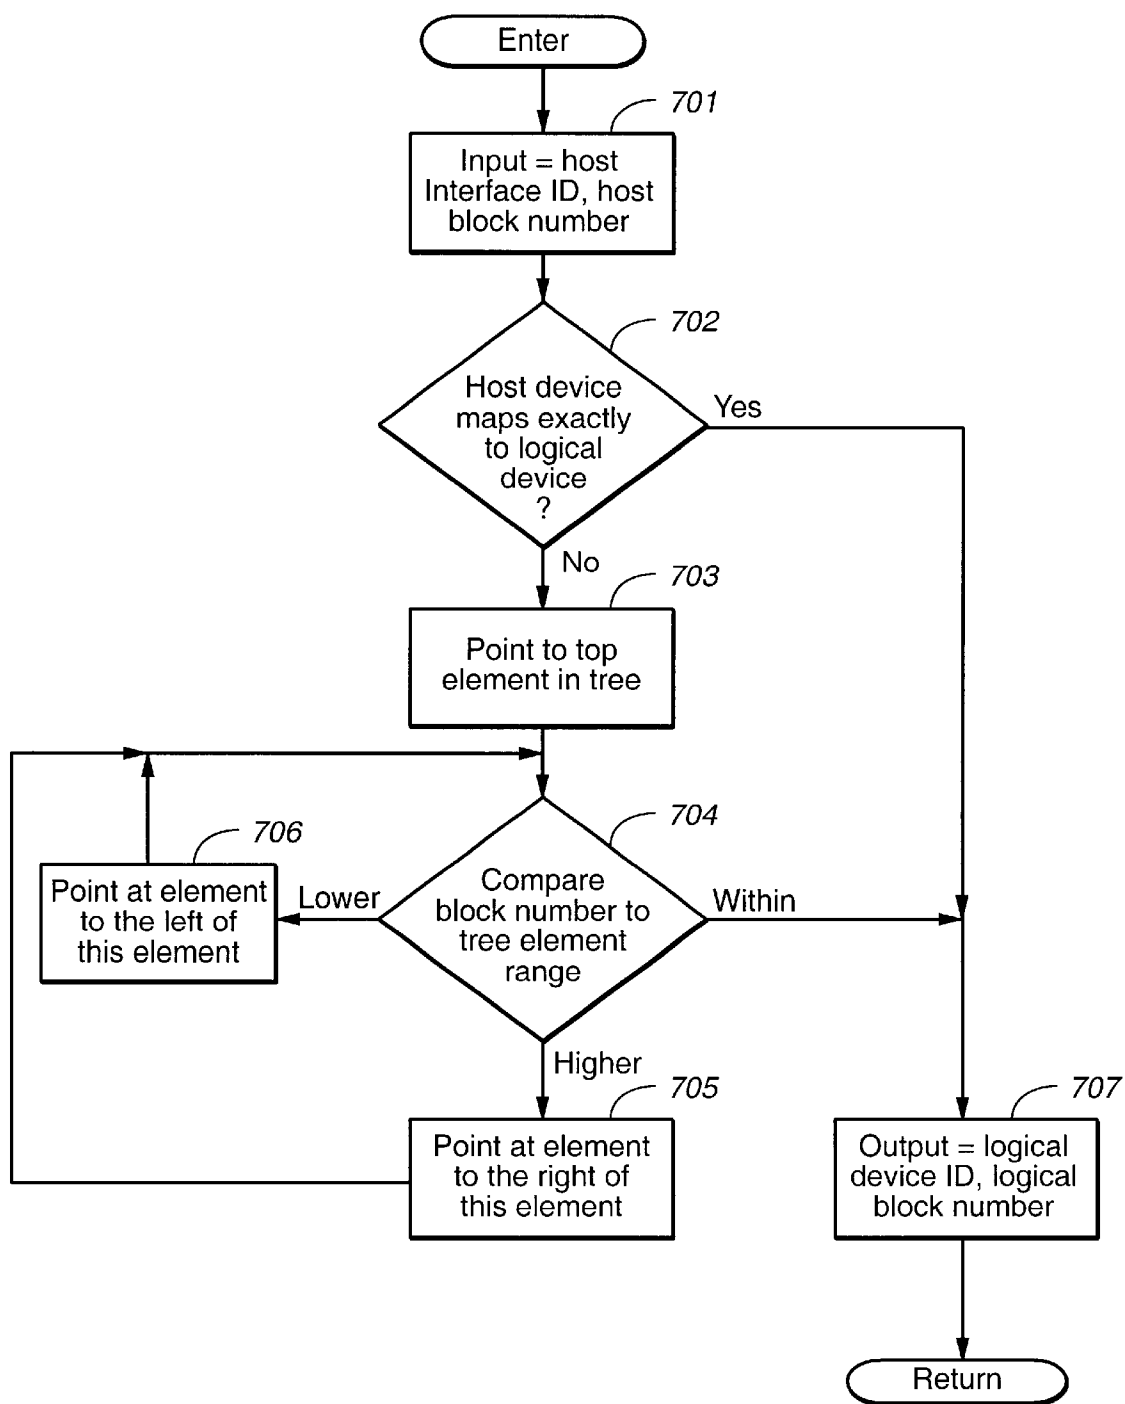 Enter
701
Input = host
Interface ID, host
block number
702
Host device
maps exactly
to logical
device
?
Yes
No
703
Point to top
element in tree
704
Compare
block number to
tree element
range
Within
Lower
706
Point at element
to the left of
this element
Higher
705
Point at element
to the right of
this element
707
Output = logical
device ID, logical
block number
Return